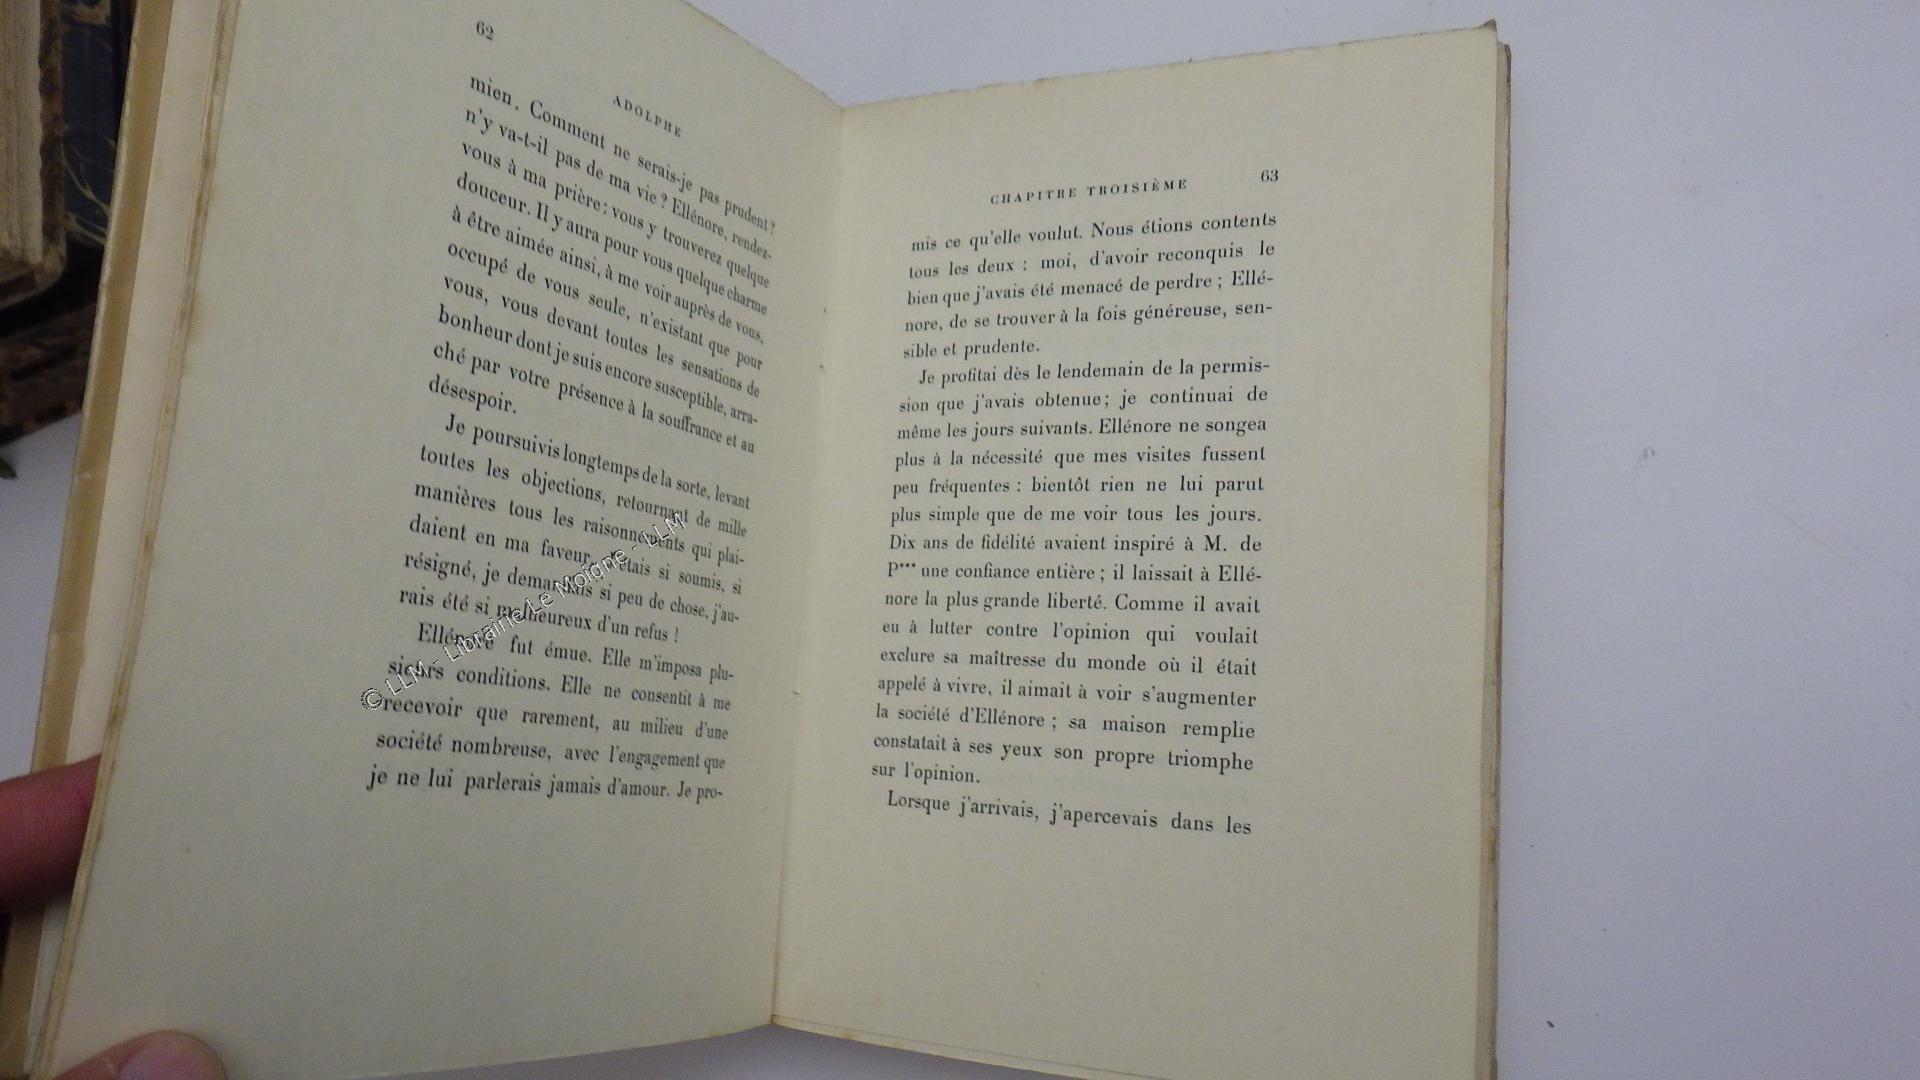 62
ADOLPHE
mien. Comment ne serais-je pas prudent?
n'y va-t-il pas de ma vie? Ellénore, rendez-
vous à ma prière: vous y trouverez quelque
douceur. Il y aura pour vous quelque charme
à être aimée ainsi, à me voir auprès de vous,
occupé de vous seule, n'existant que pour
vous, vous devant toutes les sensations de
bonheur dont je suis encore susceptible, arra-
ché par votre présence à la souffrance et au
désespoir.
Je poursuivis longtemps de la sorte, levant
toutes les objections, retournant de mille
manières tous les raisonnements qui plai-
daient en ma faveur. J'étais si soumis, si
résigné, je demandais si peu de chose, j'au-
rais été si malheureux d'un refus !
Ellénore fut émue. Elle m'imposa plu-
sieurs conditions. Elle ne consentit à me
recevoir que rarement, au milieu d'une
société nombreuse, avec l'engagement que
je ne lui parlerais jamais d'amour. Je pro-
© LLM - Librairie Le Moigne - LLM
CHAPITRE TROISIÈME
63
mis ce qu'elle voulut. Nous étions contents
tous les deux : moi, d'avoir reconquis le
bien que j'avais été menacé de perdre ; Ellé-
nore, de se trouver à la fois généreuse, sen-
sible et prudente.
Je profitai dès le lendemain de la permis-
sion que j'avais obtenue; je continuai de
même les jours suivants. Ellénore ne songea
plus à la nécessité que mes visites fussent
peu fréquentes : bientôt rien ne lui parut
plus simple que de me voir tous les jours.
Dix ans de fidélité avaient inspiré à M. de
P*** une confiance entière ; il laissait à Ellé-
nore la plus grande liberté. Comme il avait
eu à lutter contre l'opinion qui voulait
exclure sa maîtresse du monde où il était
appelé à vivre, il aimait à voir s'augmenter
la société d'Ellénore ; sa maison remplie
constatait à ses yeux son propre triomphe
sur l'opinion.
Lorsque j'arrivais, j'apercevais dans les